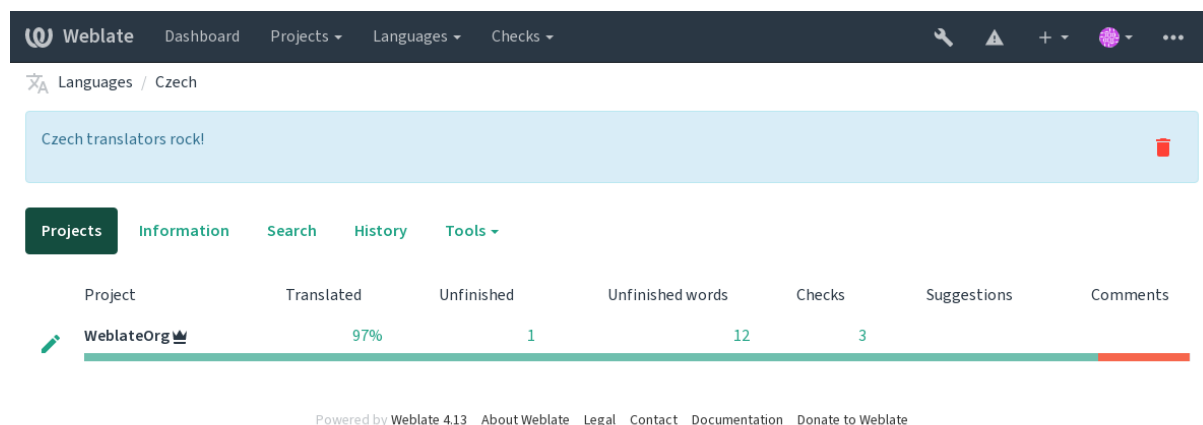 Weblate Dashboard Projects Languages Checks
Languages / Czech
Czech translators rock!
Projects Information Search History Tools
Project Translated Unfinished Unfinished words Checks Suggestions Comments
WeblateOrg 97% 1 12 3
Powered by Weblate 4.13 About Weblate Legal Contact Documentation Donate to Weblate